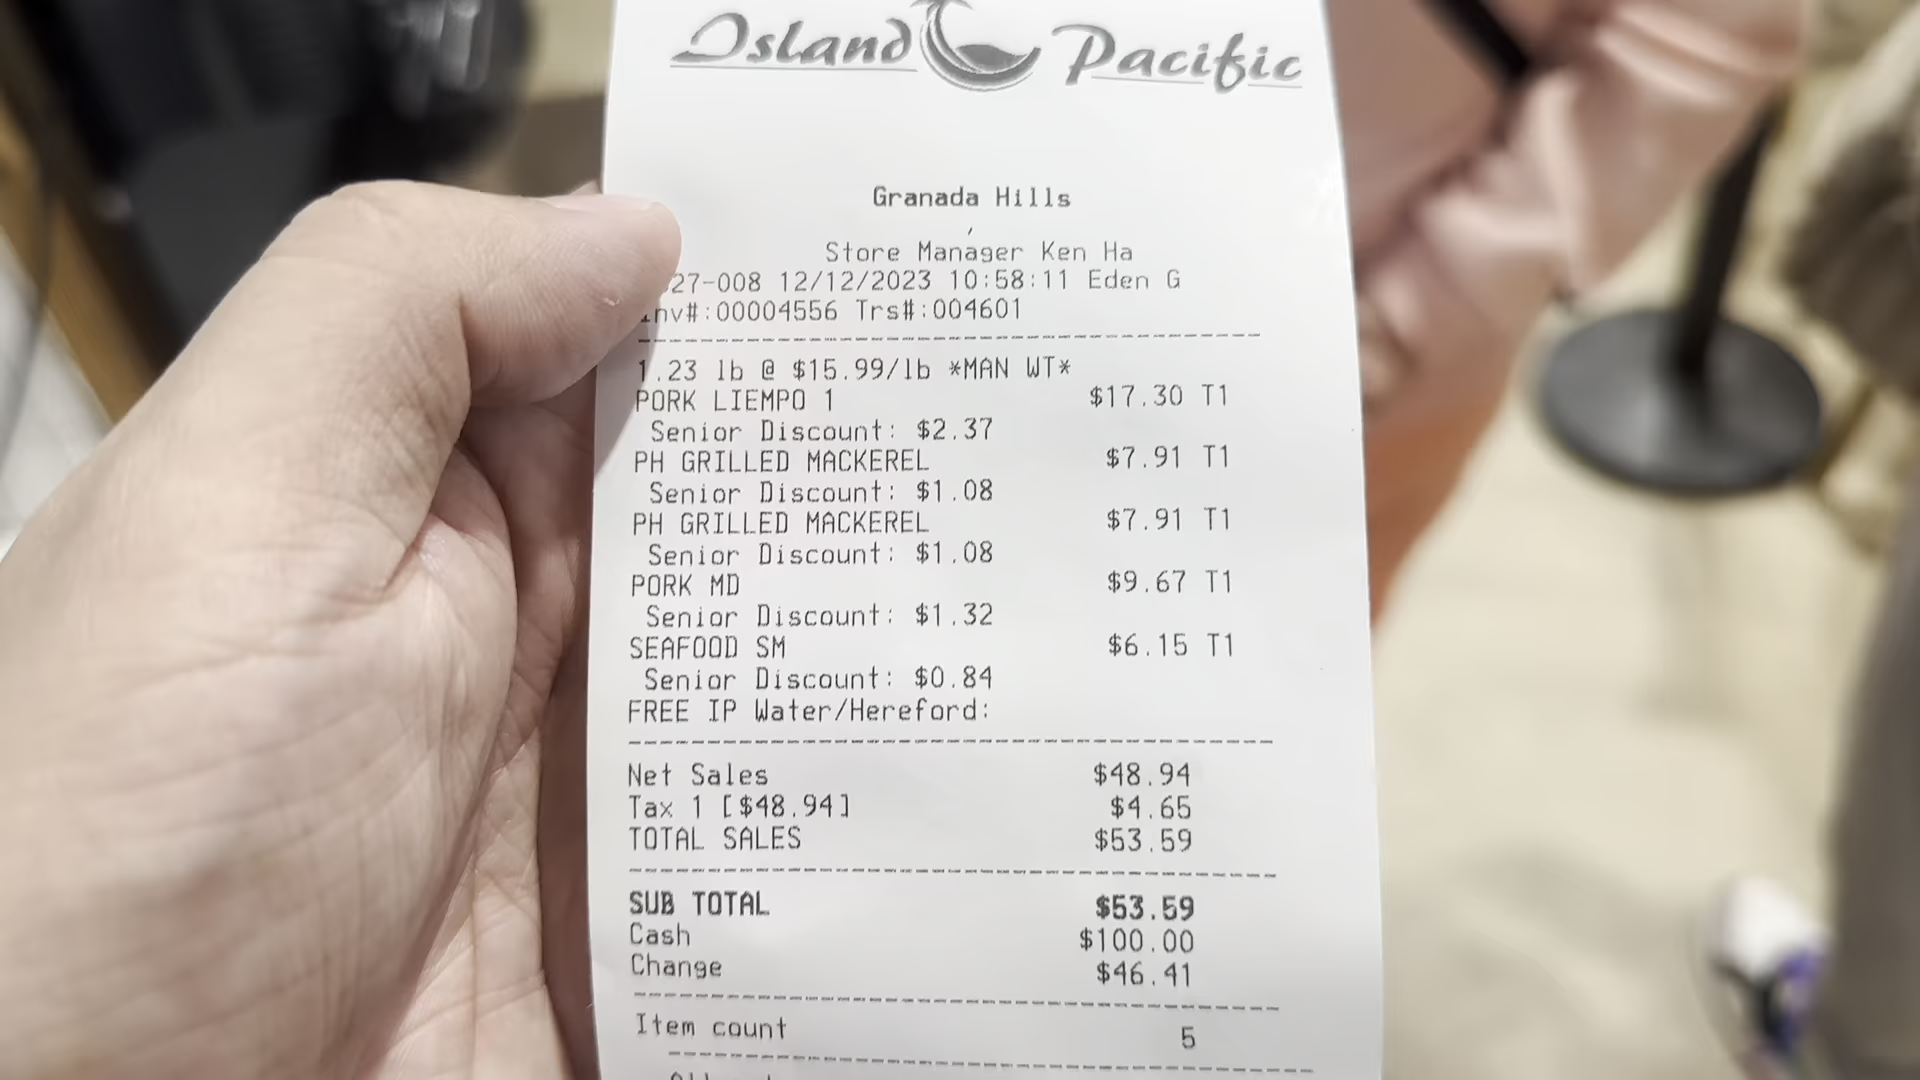 Island Pacific
Granada Hills
,
Store Manager Ken Ha
27-008 12/12/2023 10:58:11 Eden G
Inv#:00004556 Trs#:004601
1.23 lb @ $15.99/lb *MAN WT*
PORK LIEMPO 1 $17.30 T1
Senior Discount: $2.37
PH GRILLED MACKEREL $7.91 T1
Senior Discount: $1.08
PH GRILLED MACKEREL $7.91 T1
Senior Discount: $1.08
PORK MD $9.67 T1
Senior Discount: $1.32
SEAFOOD SM $6.15 T1
Senior Discount: $0.84
FREE IP Water/Hereford:
Net Sales $48.94
Tax 1 [$48.94] $4.65
TOTAL SALES $53.59
SUB TOTAL $53.59
Cash $100.00
Change $46.41
Item count 5